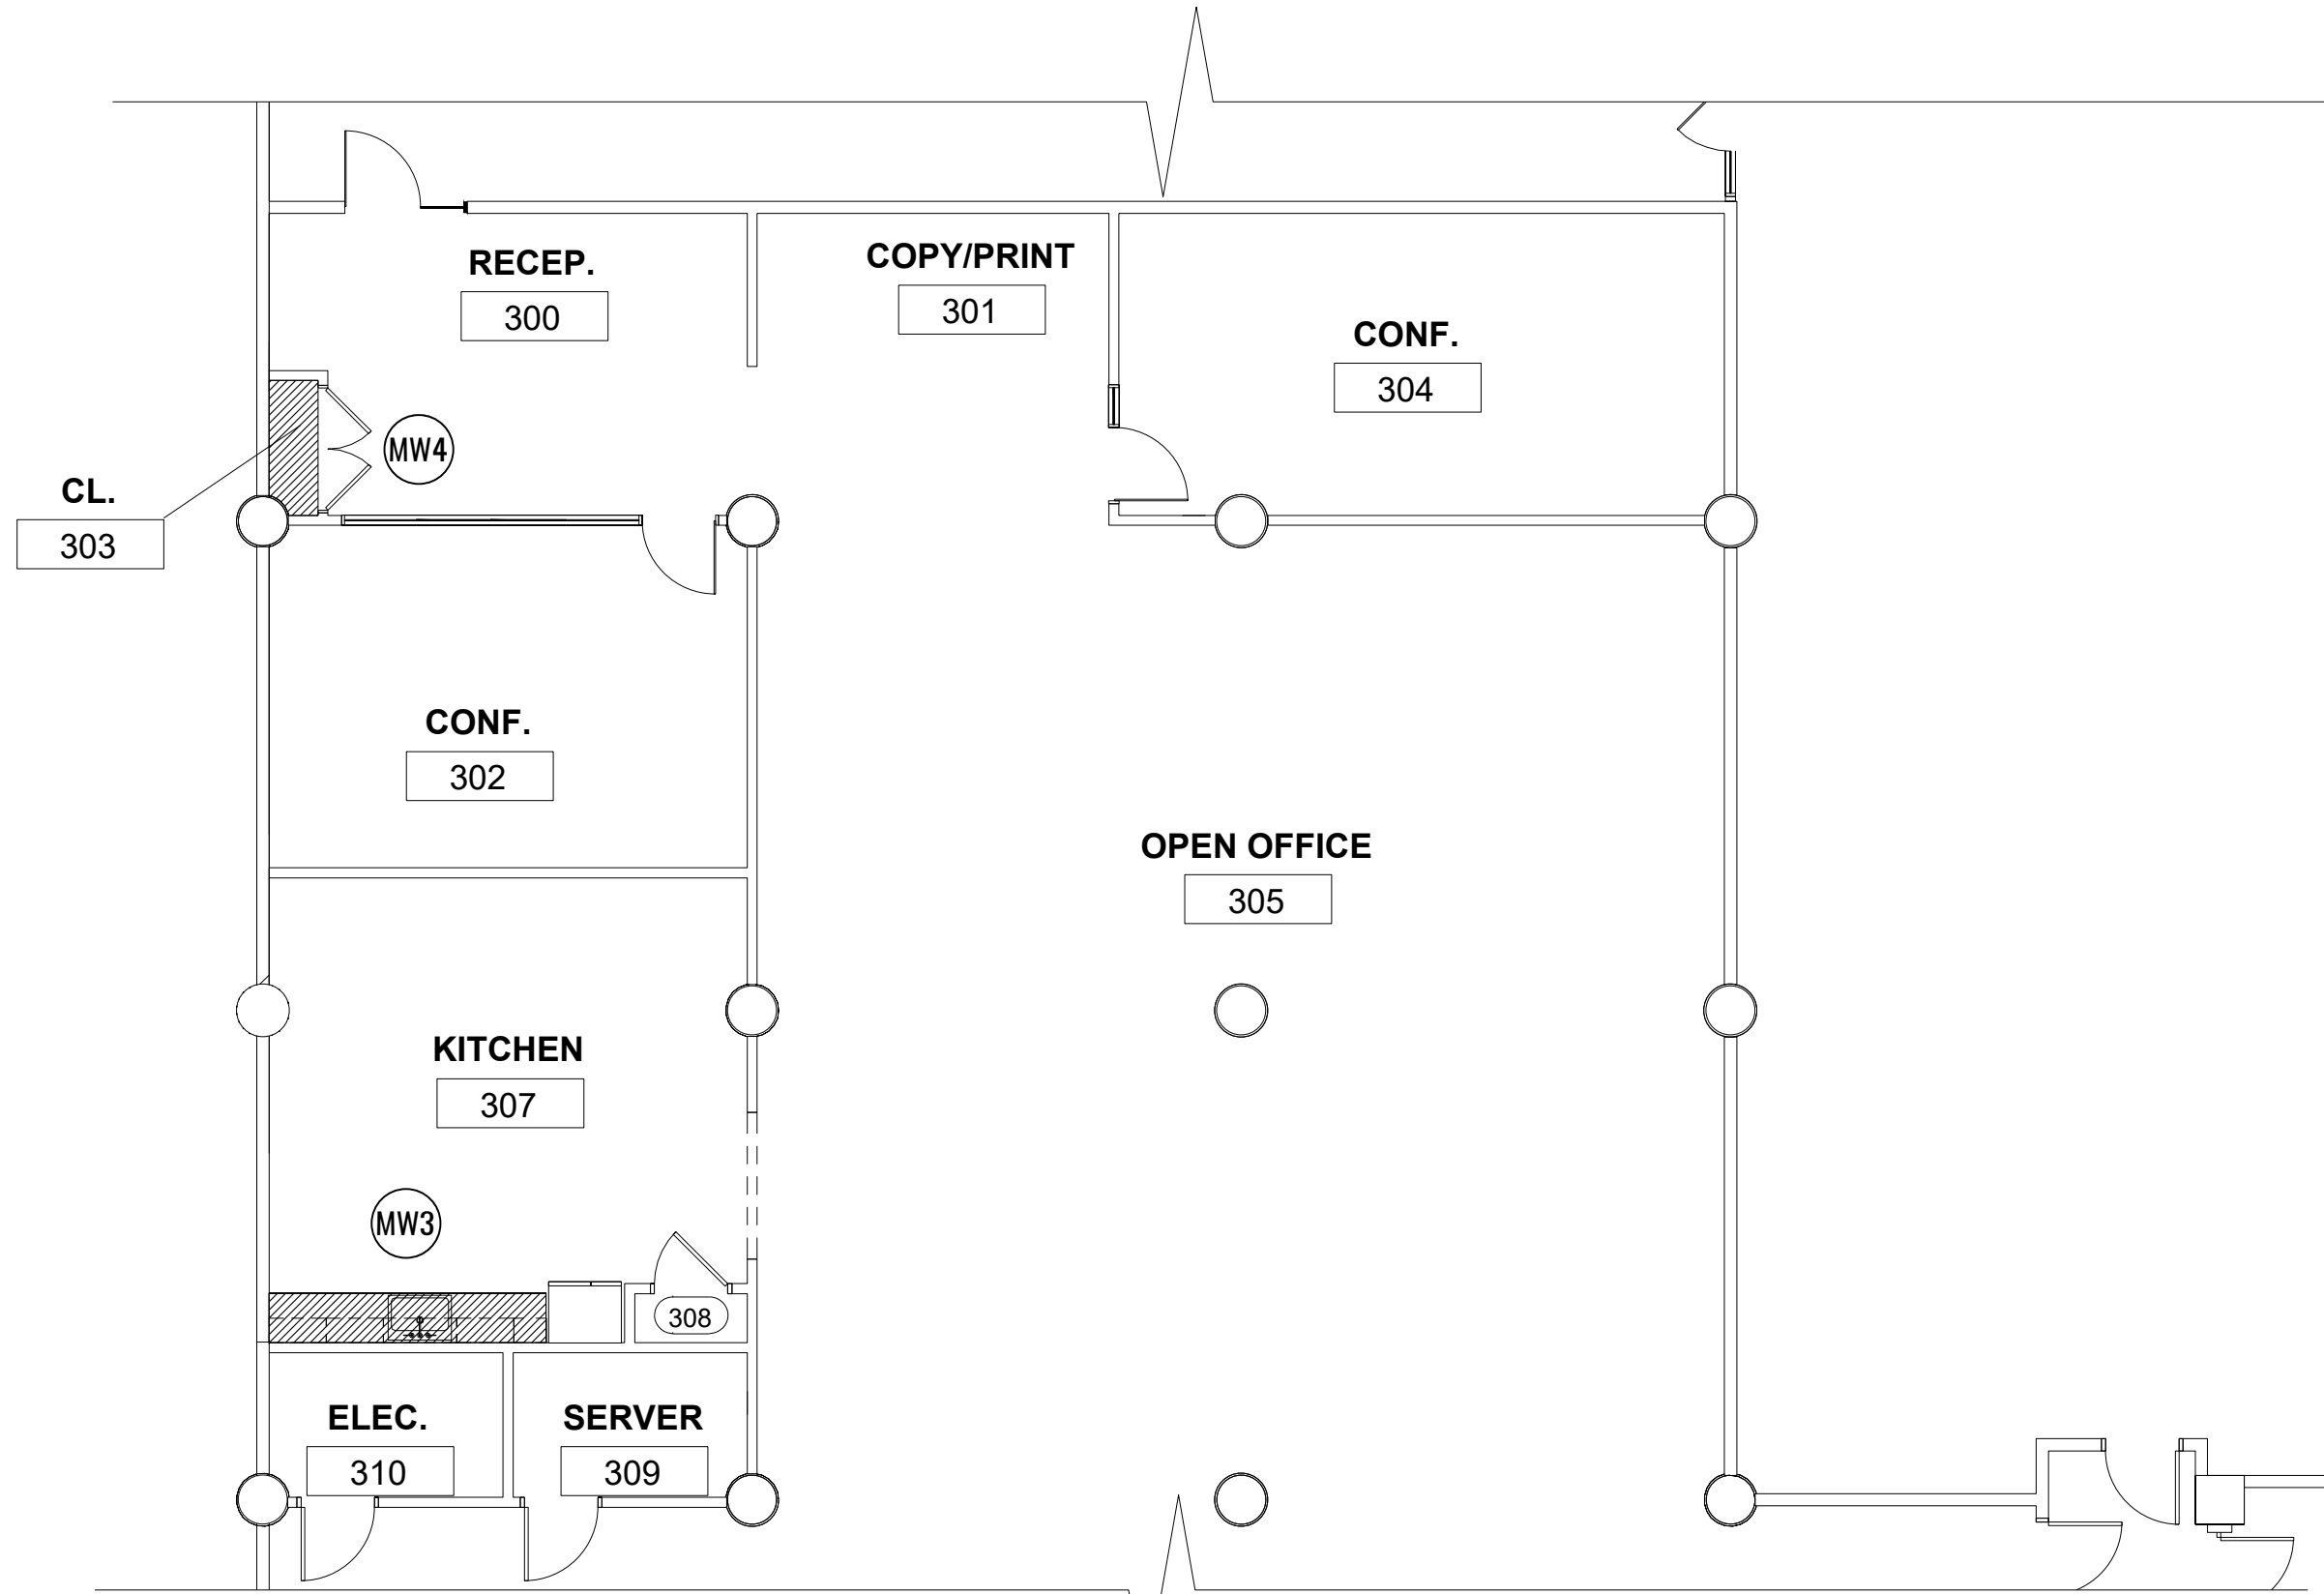 RECEP.
300
COPY/PRINT
301
CONF.
304
MW4
CL.
303
CONF.
302
OPEN OFFICE
305
KITCHEN
307
MW3
308
ELEC.
310
SERVER
309